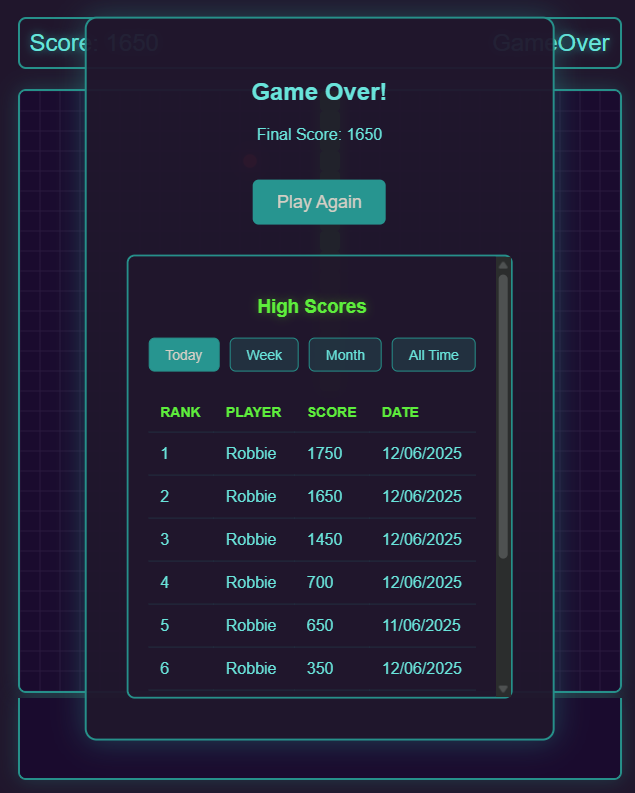 Score: 1650 GameOver
Game Over!
Final Score: 1650
Play Again
High Scores
Today Week Month All Time
RANK PLAYER SCORE DATE
1 Robbie 1750 12/06/2025
2 Robbie 1650 12/06/2025
3 Robbie 1450 12/06/2025
4 Robbie 700 12/06/2025
5 Robbie 650 11/06/2025
6 Robbie 350 12/06/2025